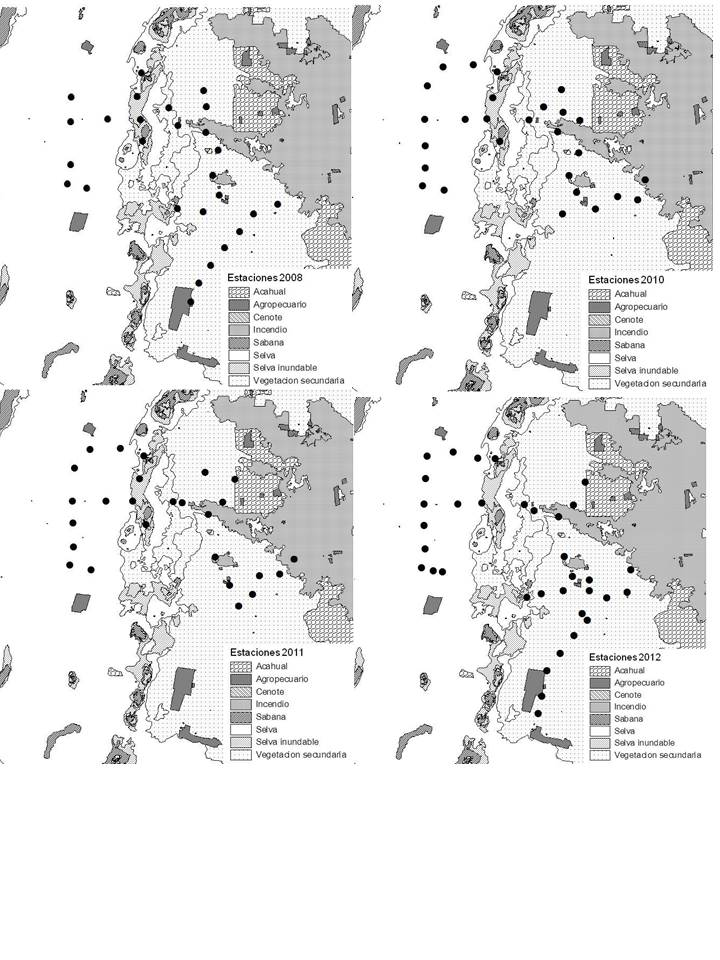 Estaciones 2008
Acahual
Agropecuario
Cenote
Incendio
Sabana
Selva
Selva inundable
Vegetacion secundaria
Estaciones 2010
Acahual
Agropecuario
Cenote
Incendio
Sabana
Selva
Selva inundable
Vegetacion secundaria
Estaciones 2011
Acahual
Agropecuario
Cenote
Incendio
Sabana
Selva
Selva inundable
Vegetacion secundaria
Estaciones 2012
Acahual
Agropecuario
Cenote
Incendio
Sabana
Selva
Selva inundable
Vegetacion secundaria